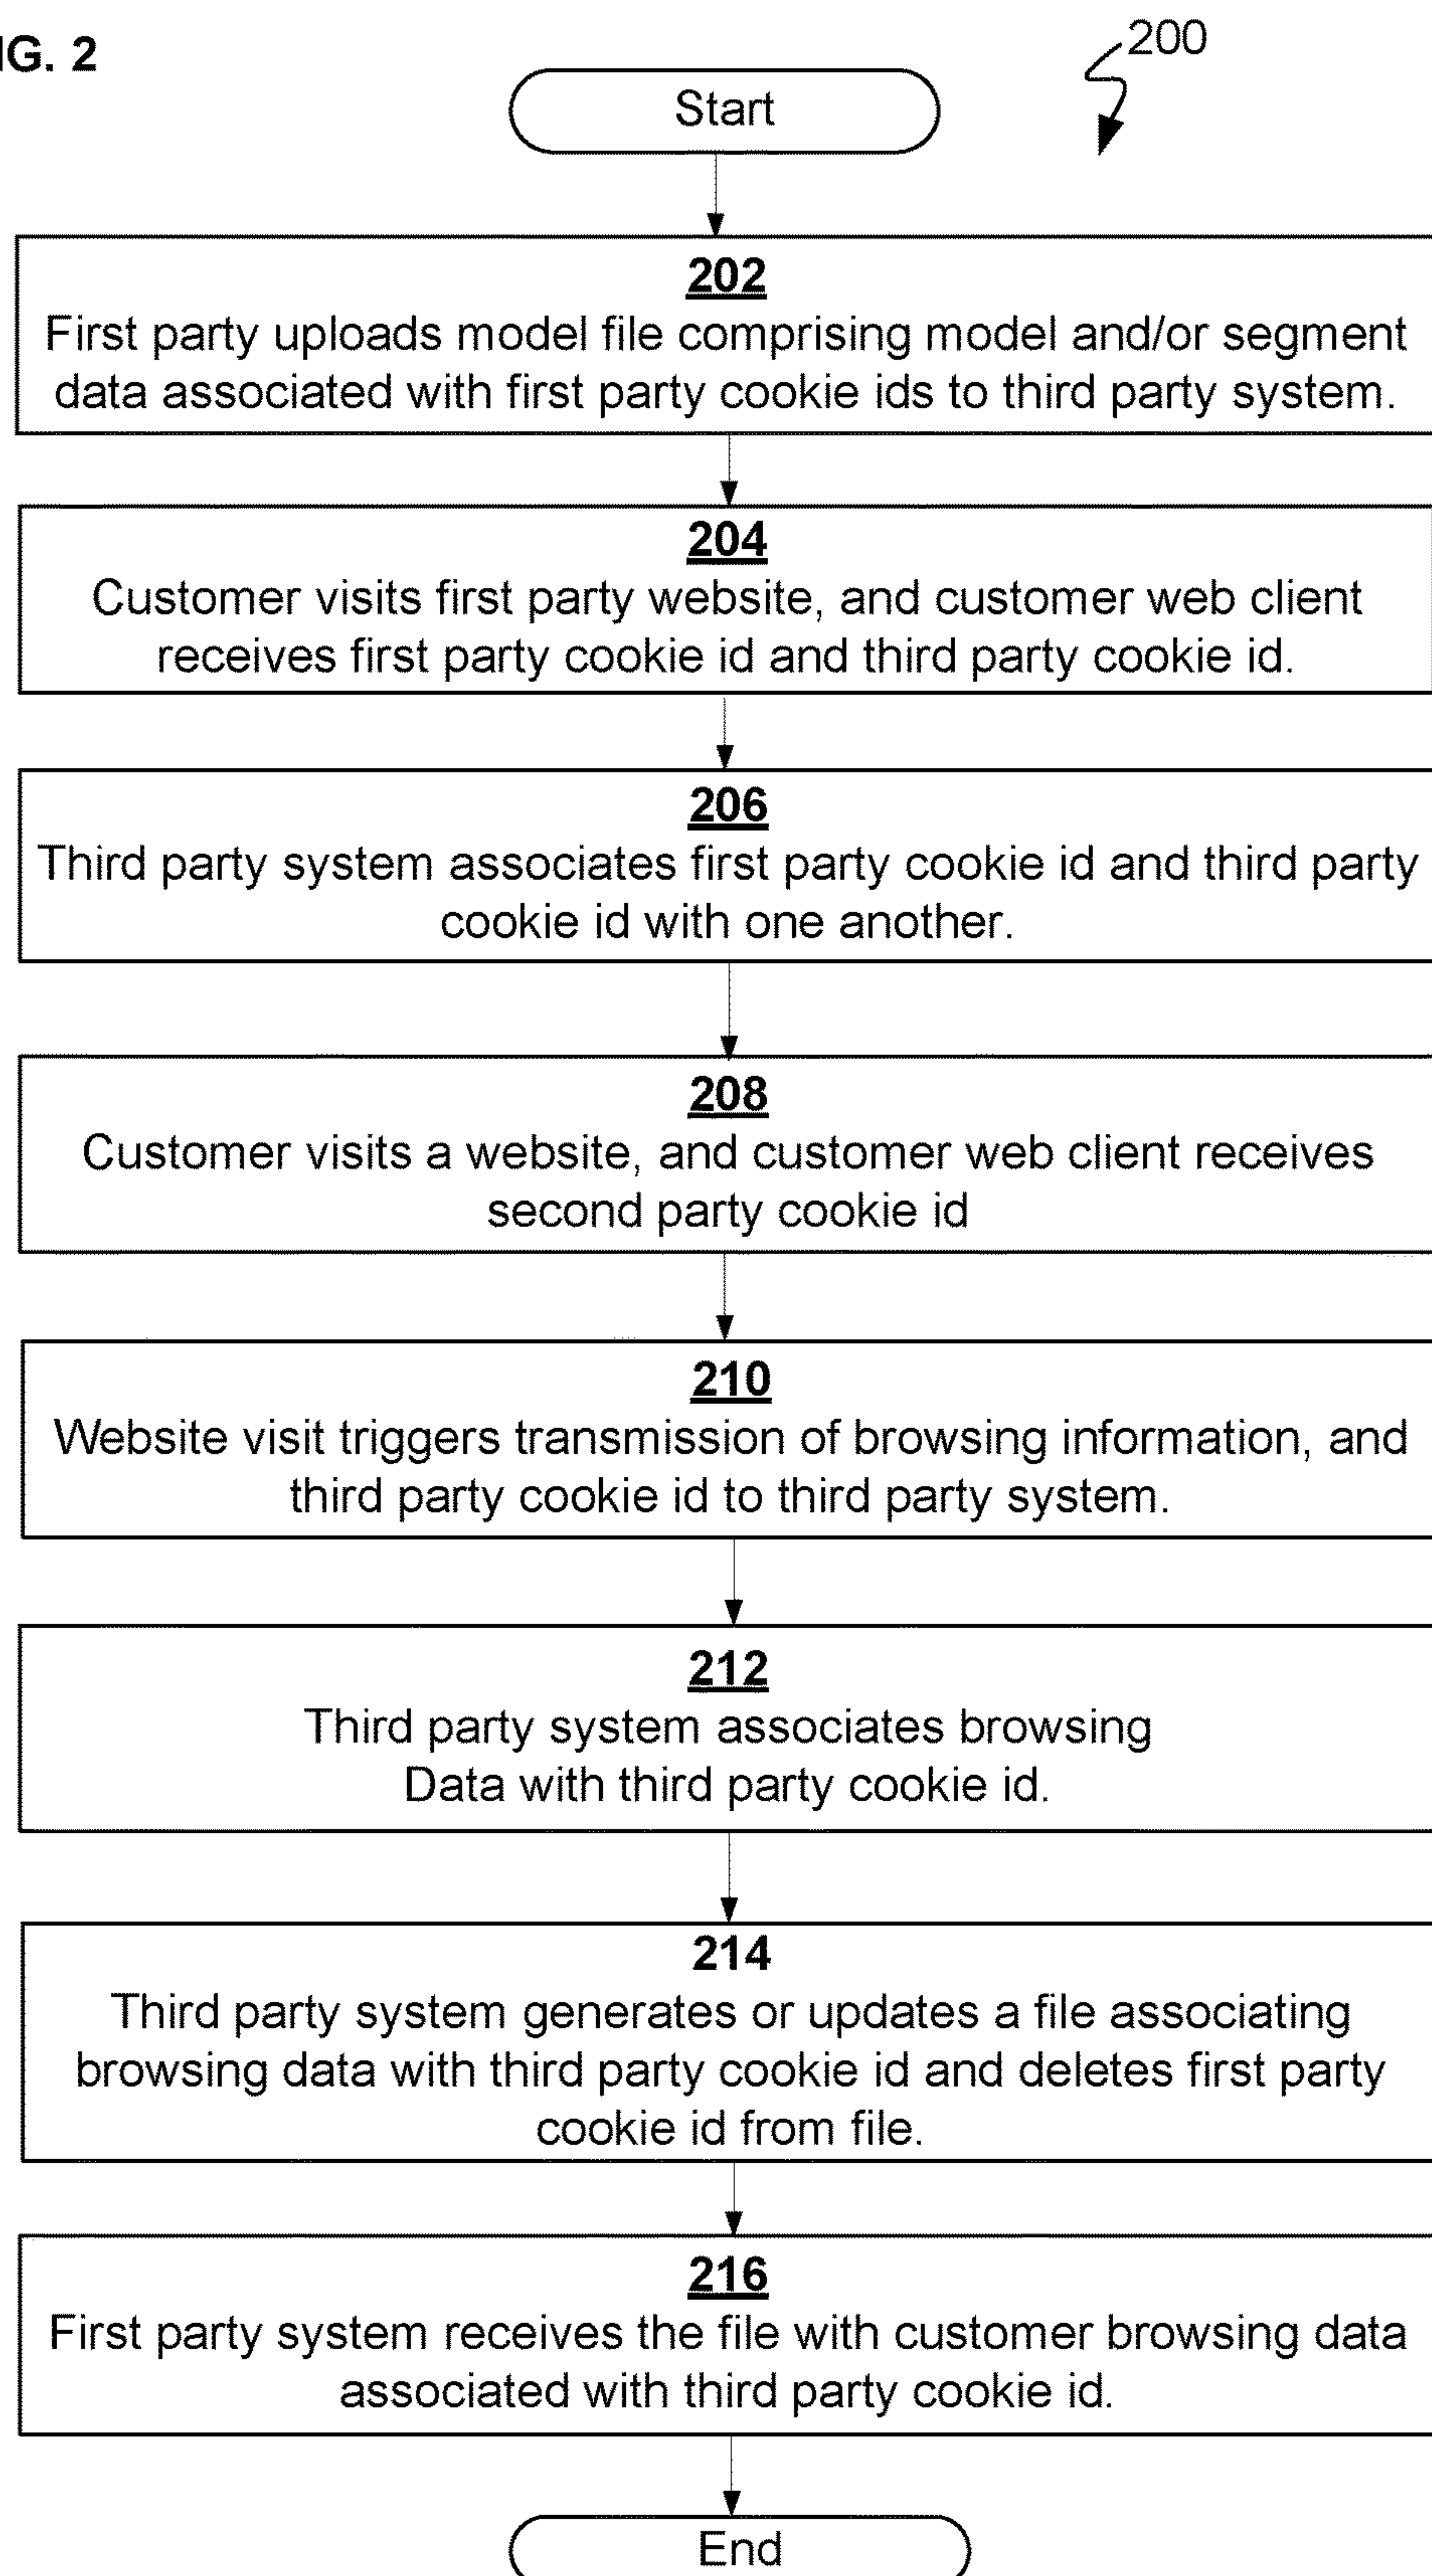 IG. 2
200
Start
202
First party uploads model file comprising model and/or segment
data associated with first party cookie ids to third party system.
204
Customer visits first party website, and customer web client
receives first party cookie id and third party cookie id.
206
Third party system associates first party cookie id and third party
cookie id with one another.
208
Customer visits a website, and customer web client receives
second party cookie id
210
Website visit triggers transmission of browsing information, and
third party cookie id to third party system.
212
Third party system associates browsing
Data with third party cookie id.
214
Third party system generates or updates a file associating
browsing data with third party cookie id and deletes first party
cookie id from file.
216
First party system receives the file with customer browsing data
associated with third party cookie id.
End